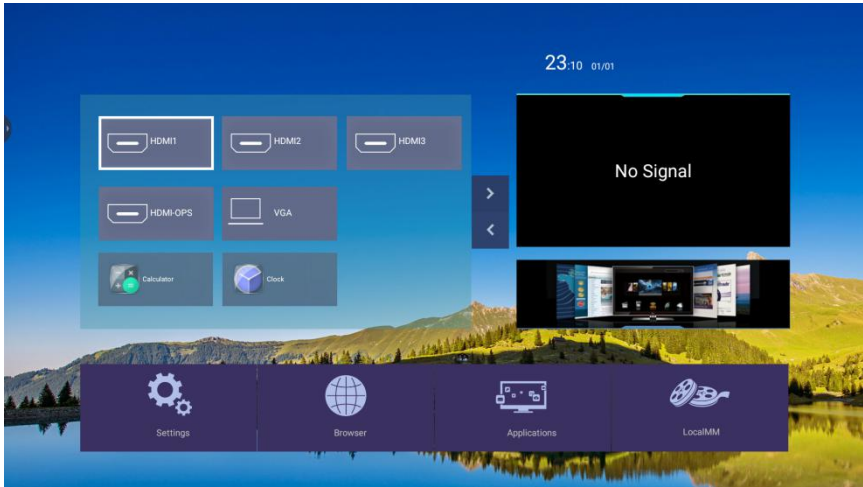 23:10 01/01
HDMI1
HDMI2
HDMI3
No Signal
HDMI-OPS
VGA
Calculator
Clock
Settings
Browser
Applications
LocalMM